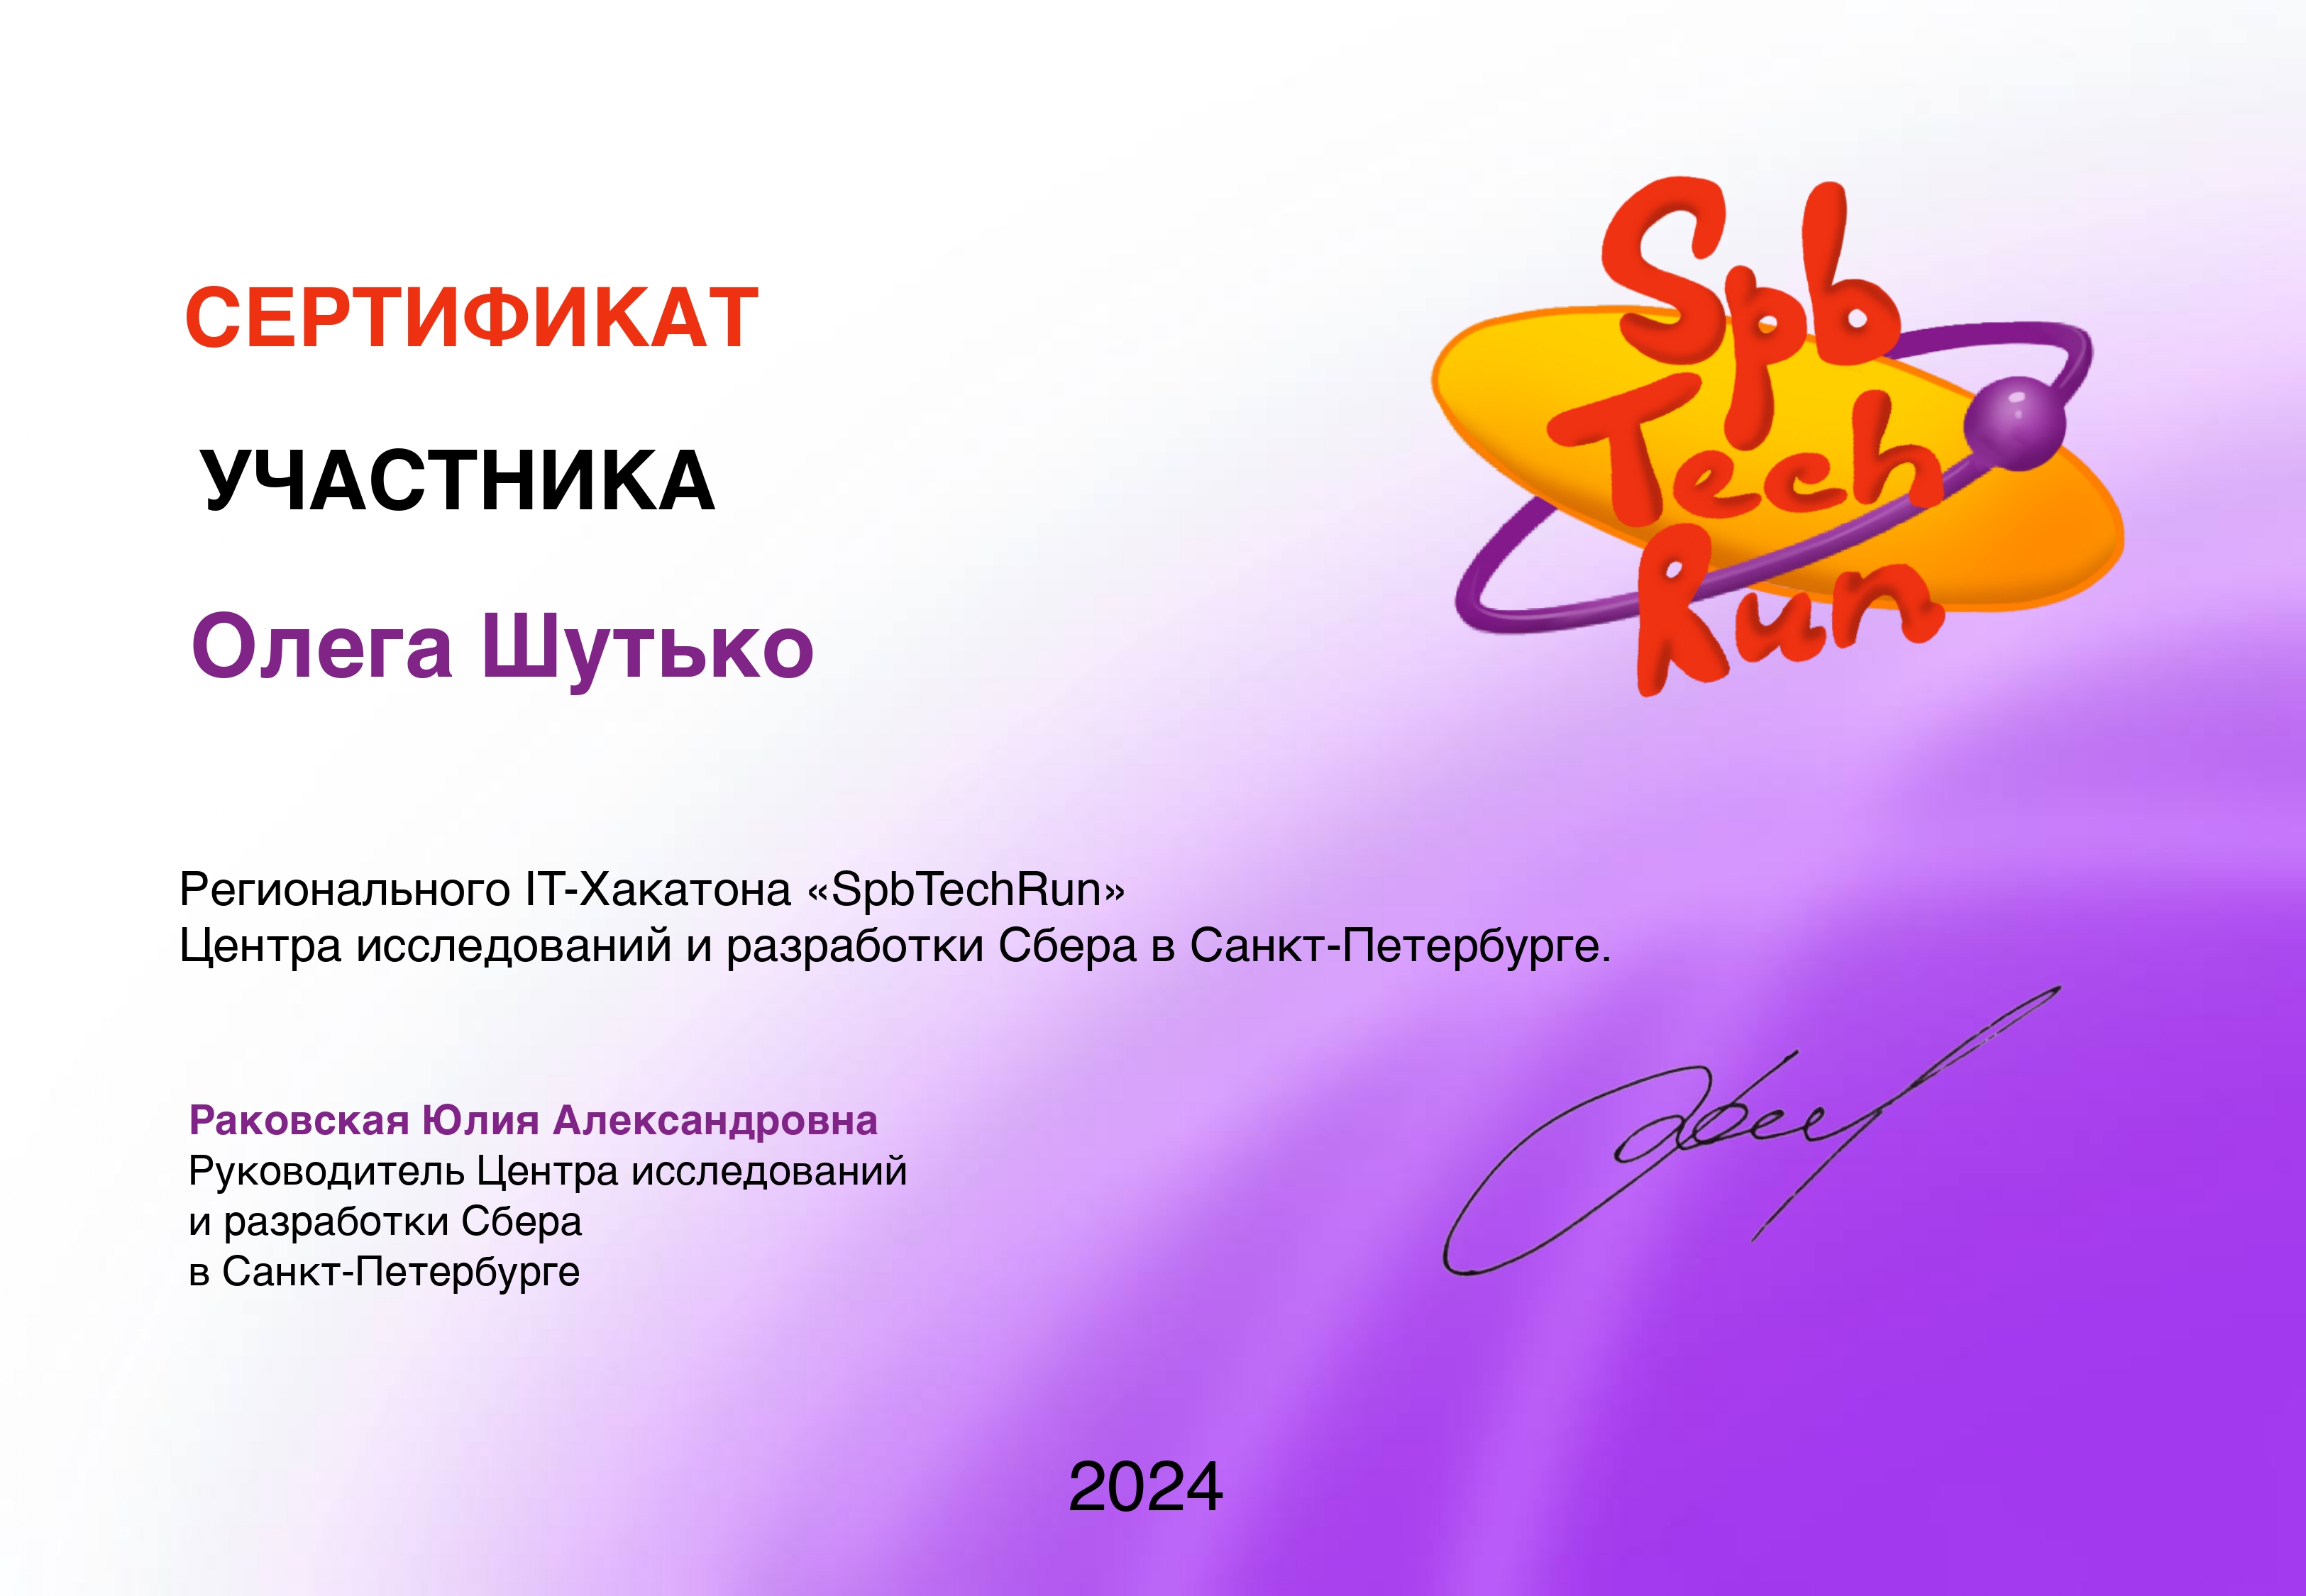 СЕРТИФИКАТ
УЧАСТНИКА
Олега Шутько
Spb
Tech
Run
Регионального IT-Хакатона «SpbTechRun»
Центра исследований и разработки Сбера в Санкт-Петербурге.
Раковская Юлия Александровна
Руководитель Центра исследований
и разработки Сбера
в Санкт-Петербурге
2024